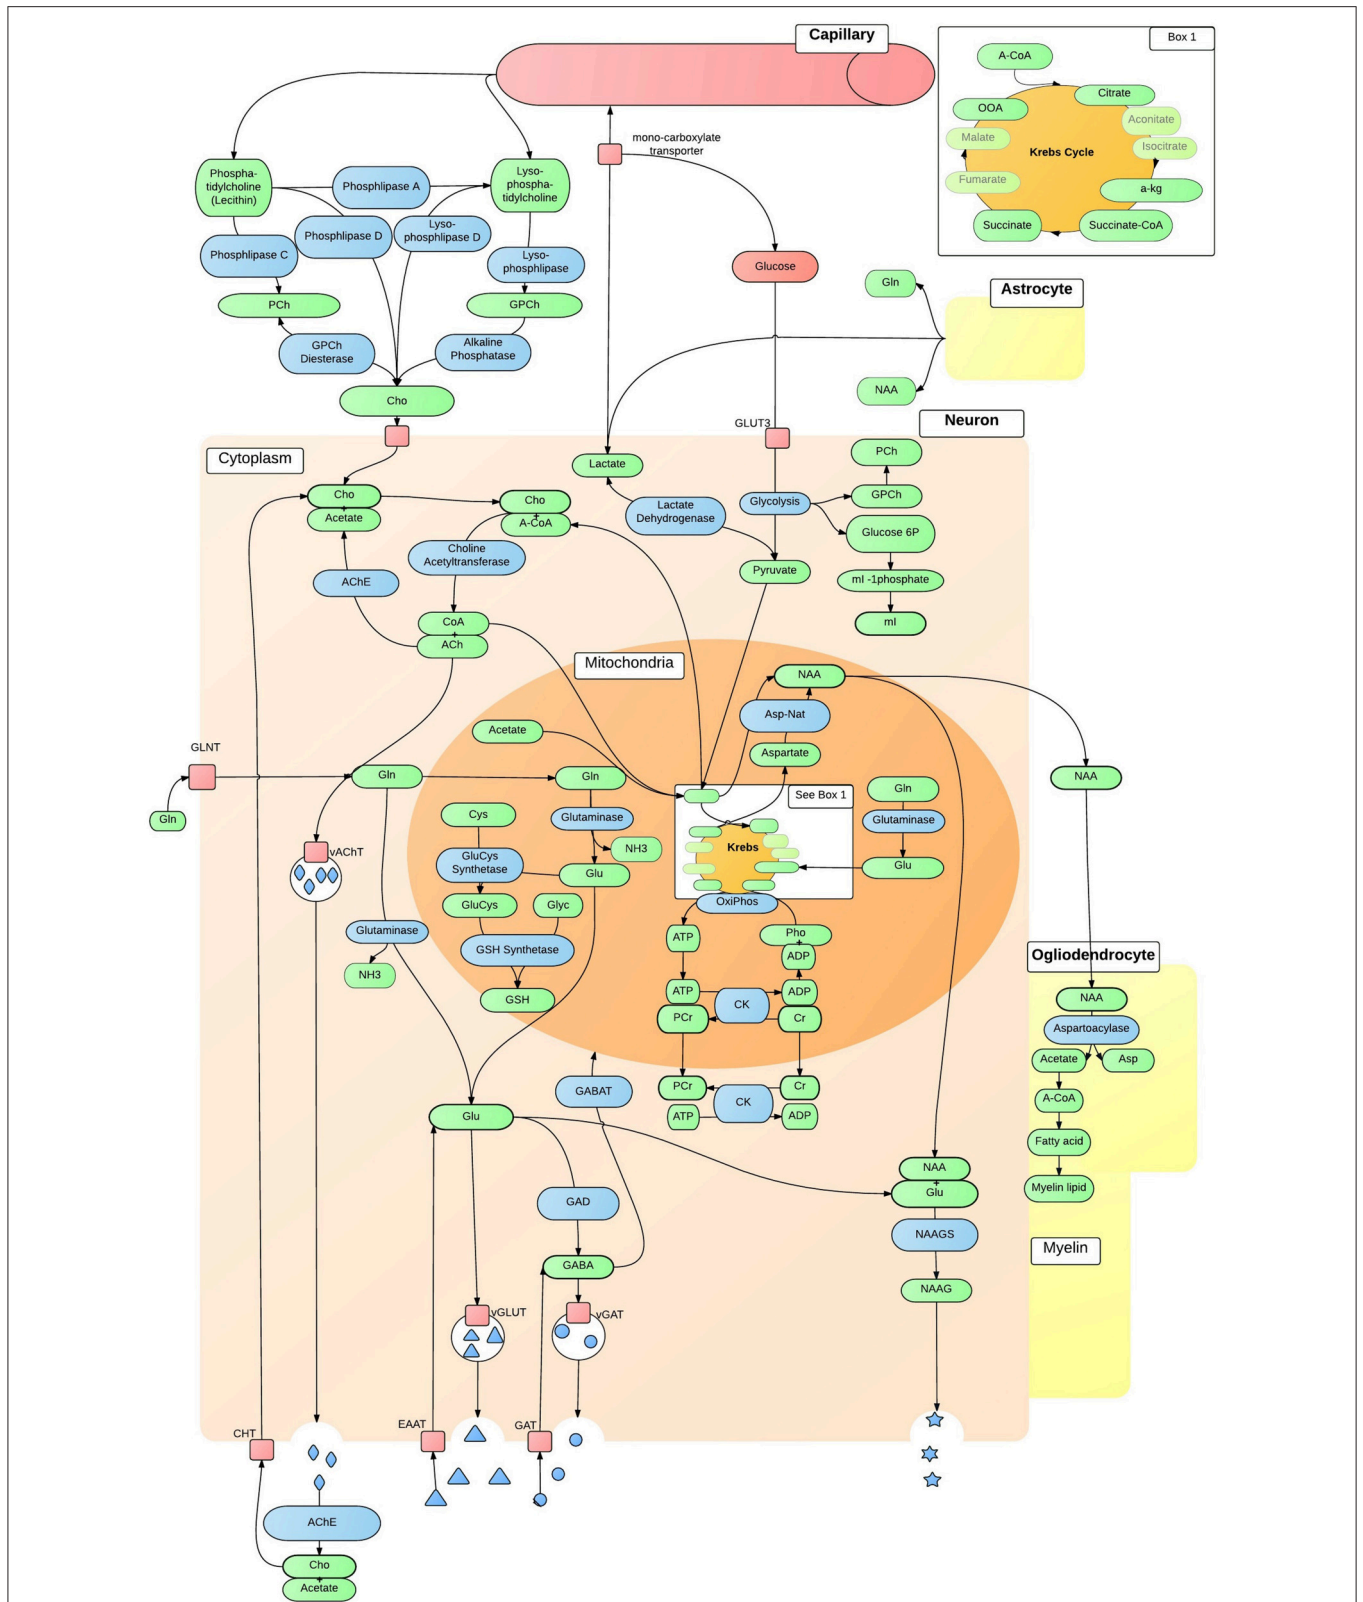 Capillary
Box 1
A-CoA
Citrate
OOA
Aconitate
Malate
Isocitrate
Krebs Cycle
Fumarate
a-kg
Succinate
Succinate-CoA
mono-carboxylate
transporter
Phospha-
tidylcholine
(Lecithin)
Phosphlipase A
Lyso-
phospha-
tidylcholine
Phosphlipase D
Lyso-
phosphlipase D
Phosphlipase C
Lyso-
phosphlipase
Glucose
PCh
GPCh
GPCh
Diesterase
Alkaline
Phosphatase
Cho
Gln
Astrocyte
NAA
GLUT3
Neuron
Cytoplasm
Lactate
PCh
Cho
+
Acetate
Cho
+
A-CoA
Lactate
Dehydrogenase
Glycolysis
GPCh
Glucose 6P
Choline
Acetyltransferase
AChE
Pyruvate
mI -1phosphate
CoA
+
ACh
mI
Mitochondria
NAA
Asp-Nat
Acetate
Aspartate
GLNT
Gln
Gln
Gln
See Box 1
Gln
NAA
Cys
Glutaminase
Glutaminase
Krebs
vAChT
GluCys
Synthetase
NH3
Glu
Glu
GluCys
Glyc
OxiPhos
Glutaminase
GSH Synthetase
ATP
Pho
+
ADP
NH3
GSH
ATP
CK
ADP
PCr
Cr
Ogliodendrocyte
NAA
Aspartoacylase
Acetate
Asp
A-CoA
Fatty acid
Myelin lipid
GABAT
PCr
Cr
CK
ATP
ADP
Glu
NAA
+
Glu
GAD
NAAGS
Myelin
GABA
NAAG
vGLUT
vGAT
CHT
EAAT
GAT
AChE
Cho
+
Acetate